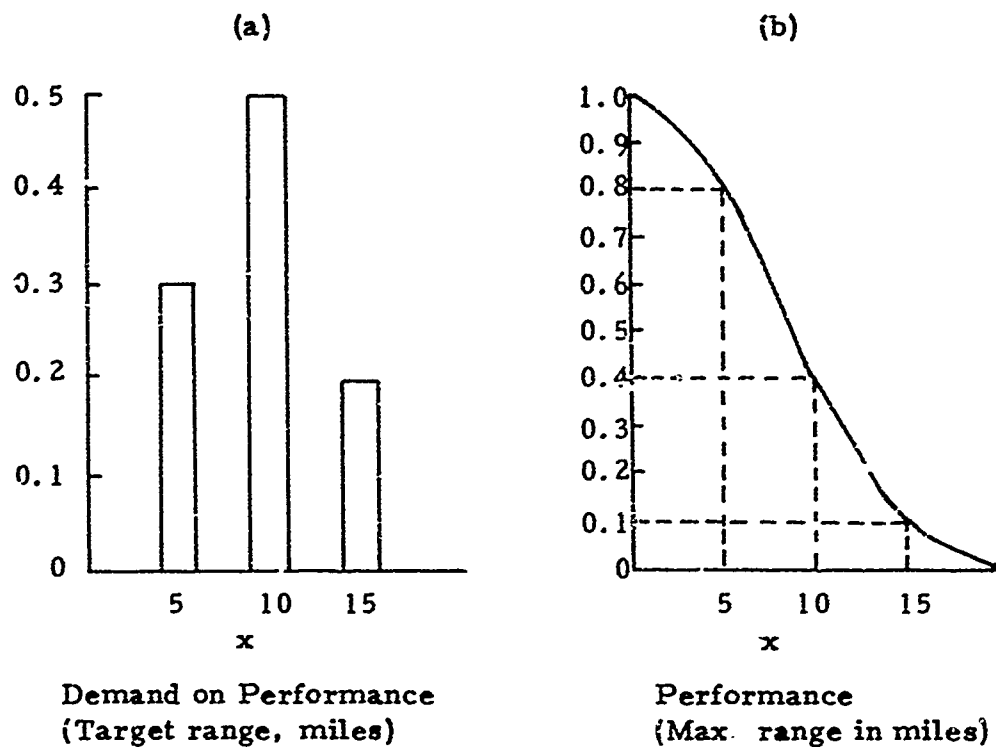 (a)
0.5
0.4
0.3
0.2
0.1
0
5 10 15
x
Demand on Performance
(Target range, miles)
(b)
1.0
0.9
0.8
0.7
0.6
0.5
0.4
0.3
0.2
0.1
0
5 10 15
x
Performance
(Max. range in miles)